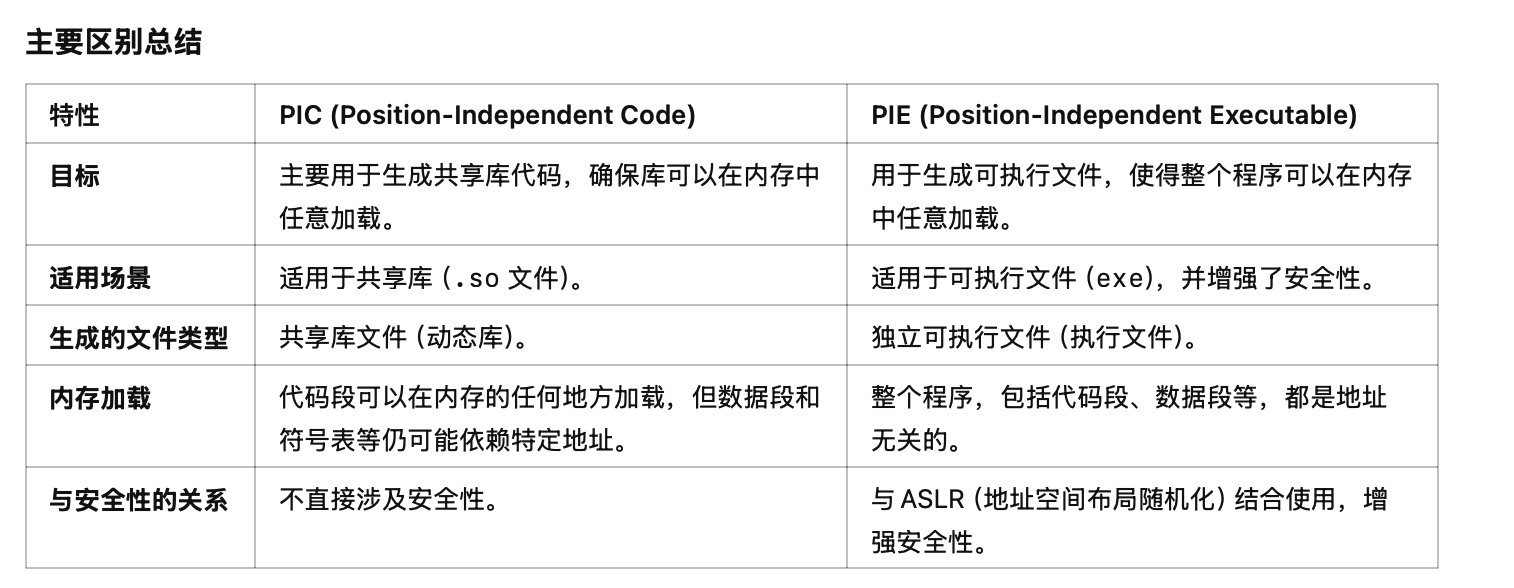 主要区别总结
特性
PIC (Position-Independent Code)
PIE (Position-Independent Executable)
目标
主要用于生成共享库代码，确保库可以在内存中
任意加载。
用于生成可执行文件，使得整个程序可以在内存
中任意加载。
适用场景
适用于共享库（.so 文件）。
适用于可执行文件（exe），并增强了安全性。
生成的文件类型
共享库文件（动态库）。
独立可执行文件（执行文件）。
内存加载
代码段可以在内存的任何地方加载，但数据段和
符号表等仍可能依赖特定地址。
整个程序，包括代码段、数据段等，都是地址
无关的。
与安全性的关系
不直接涉及安全性。
与 ASLR（地址空间布局随机化）结合使用，增
强安全性。